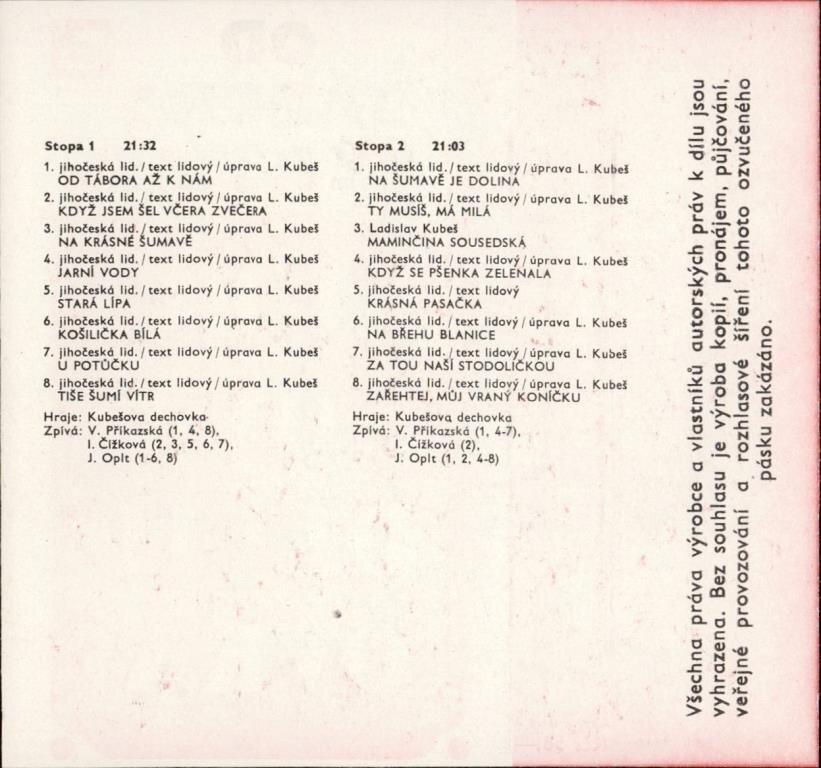 Stopa 1 21:32
1. jihočeská lid./text lidový/úprava L. Kubeš
OD TÁBORA AŽ K NÁM
2. jihočeská lid./text lidový/úprava L. Kubeš
KDYŽ JSEM ŠEL VČERA ZVEČERA
3. jihočeská lid./text lidový/úprava L. Kubeš
NA KRÁSNÉ ŠUMAVĚ
4. jihočeská lid./text lidový/úprava L. Kubeš
JARNÍ VODY
5. jihočeská lid./text lidový/úprava L. Kubeš
STARÁ LÍPA
6. jihočeská lid./text lidový/úprava L. Kubeš
KOŠILIČKA BÍLÁ
7. jihočeská lid./text lidový/úprava L. Kubeš
U POTŮČKU
8. jihočeská lid./text lidový/úprava L. Kubeš
TIŠE ŠUMÍ VÍTR
Hraje: Kubešova dechovka
Zpívá: V. Příkazská (1, 4, 8),
I. Čížková (2, 3, 5, 6, 7),
J. Oplt (1-6, 8)
Stopa 2 21:03
1. jihočeská lid./text lidový/úprava L. Kubeš
NA ŠUMAVĚ JE DOLINA
2. jihočeská lid./text lidový/úprava L. Kubeš
TY MUSÍŠ, MÁ MILÁ
3. Ladislav Kubeš
MAMINČINA SOUSEDSKÁ
4. jihočeská lid./text lidový/úprava L. Kubeš
KDYŽ SE PŠENKA ZELENALA
5. jihočeská lid./text lidový
KRÁSNÁ PASAČKA
6. jihočeská lid./text lidový/úprava L. Kubeš
NA BŘEHU BLANICE
7. jihočeská lid./text lidový/úprava L. Kubeš
ZA TOU NAŠÍ STODOLIČKOU
8. jihočeská lid./text lidový/úprava L. Kubeš
ZAŘEHTEJ, MŮJ VRANÝ KONÍČKU
Hraje: Kubešova dechovka
Zpívá: V. Příkazská (1, 4-7),
I. Čížková (2),
J. Oplt (1, 2, 4-8)
Všechna práva výrobce a vlastníků autorských práv k dílu jsou
vyhrazena. Bez souhlasu je výroba kopií, pronájem, půjčování,
veřejné provozování a rozhlasové šíření tohoto ozvučeného
pásku zakázáno.